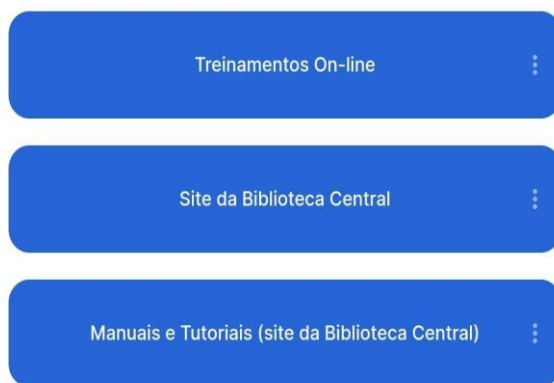 Treinamentos On-line
Site da Biblioteca Central
Manuais e Tutoriais (site da Biblioteca Central)